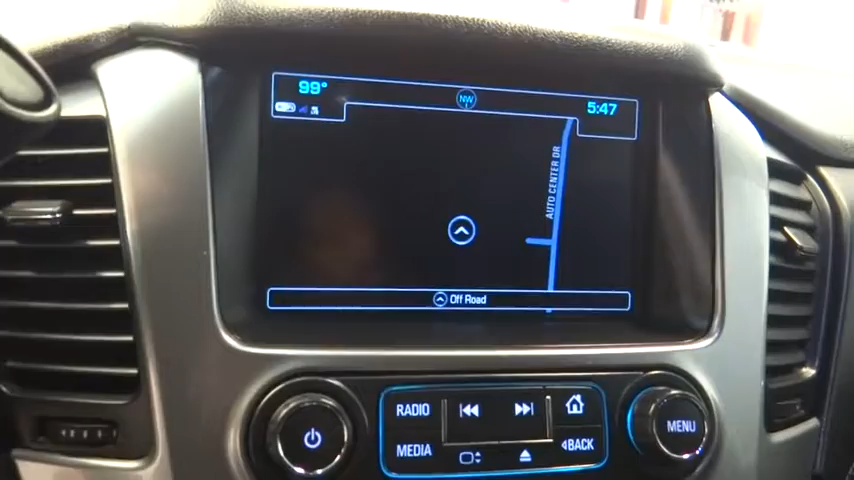 99°
NW
5:47
AUTO CENTER DR
Off Road
RADIO
MENU
MEDIA
BACK